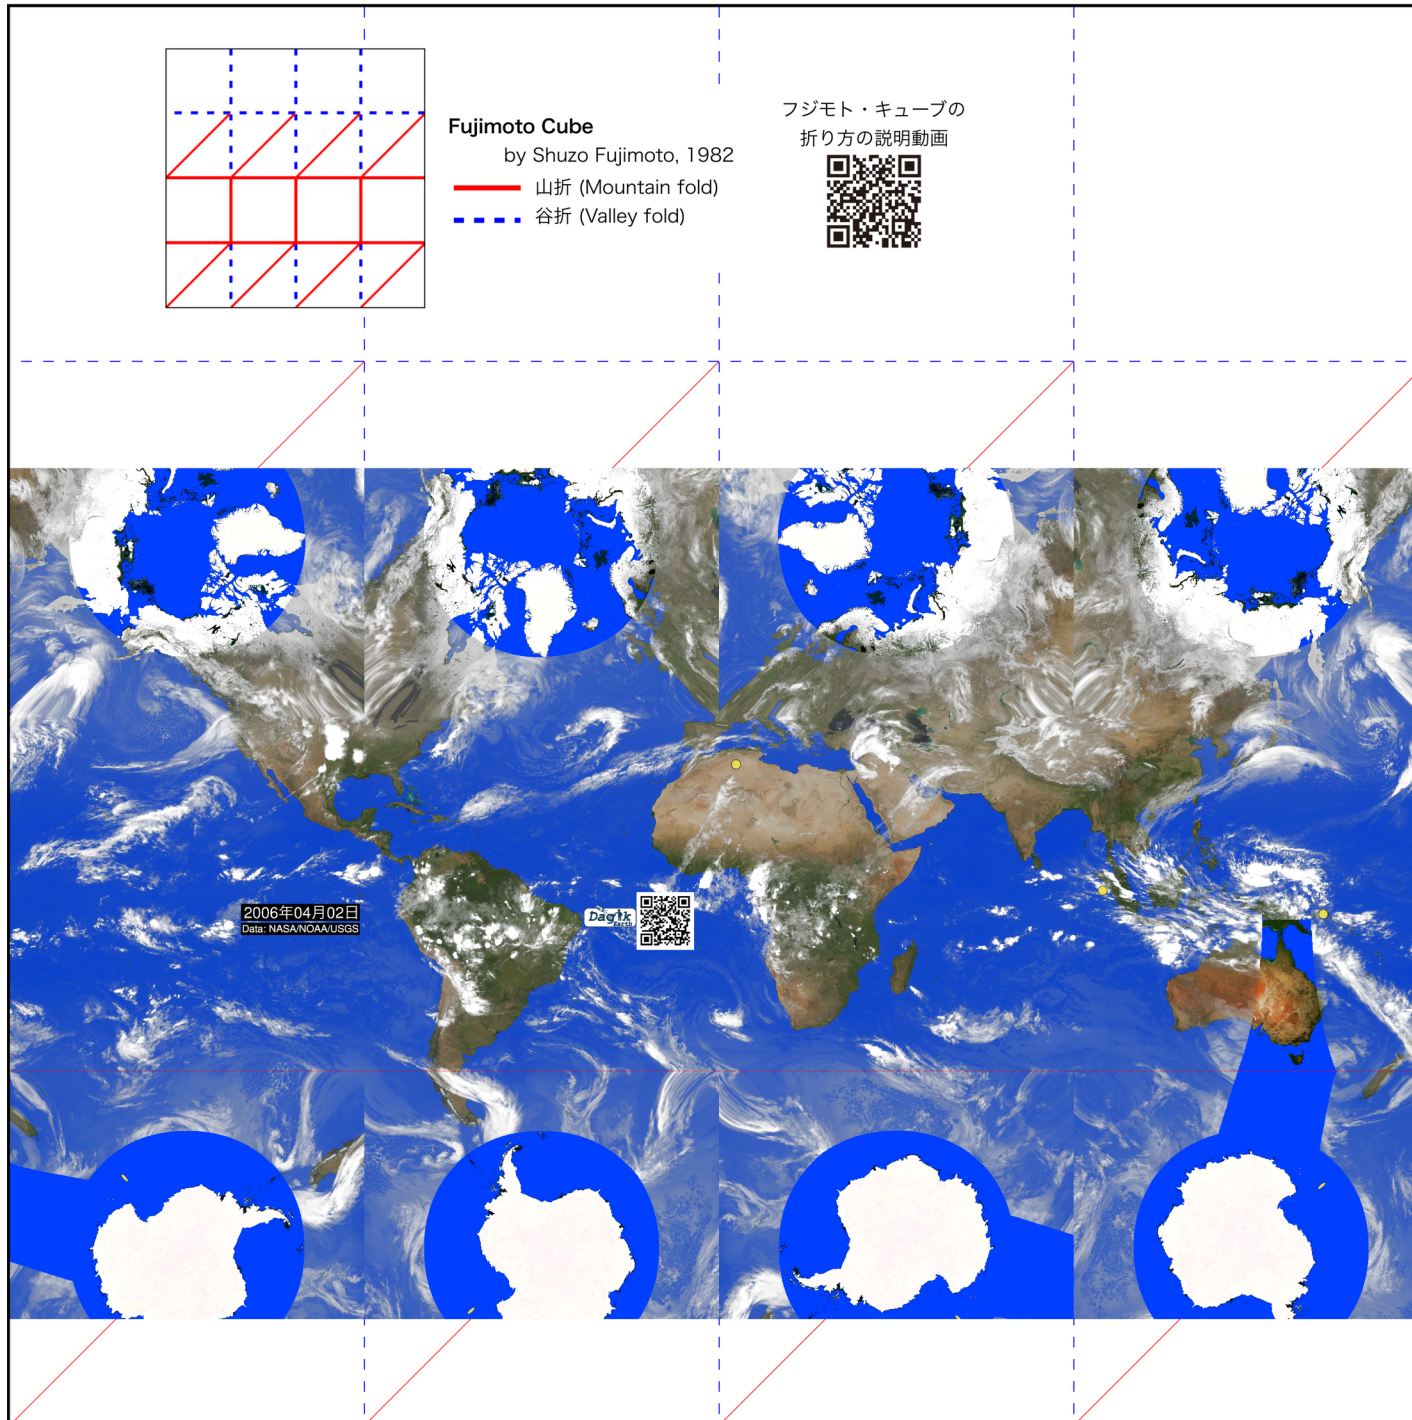 Fujimoto Cube
by Shuzo Fujimoto, 1982
山折 (Mountain fold)
谷折 (Valley fold)
フジモト・キューブの
折り方の説明動画
2006年04月02日
Data: NASA/NOAA/USGS
Dagik
Earth